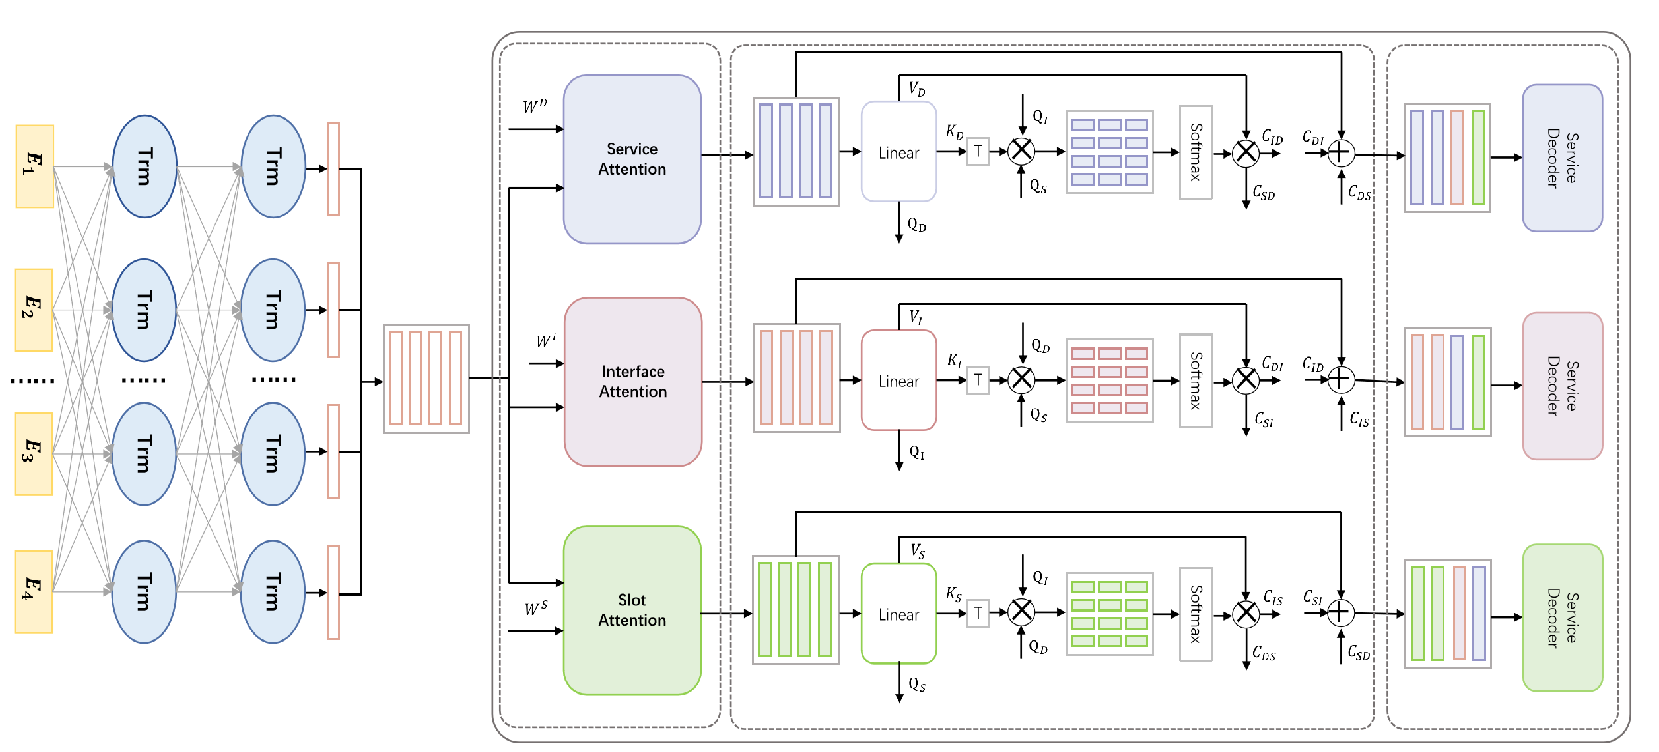 E₁
E₂
......
E₃
E₄
Trm
Trm
......
Trm
Trm
Trm
Trm
......
Trm
Trm
Wᴰ
Service
Attention
V_D
Linear
K_D
T
Q_I
Q_S
Q_D
Softmax
C_ID
C_SD
C_DI
C_DS
Service
Decoder
Wᴵ
Interface
Attention
V_I
Linear
K_I
T
Q_D
Q_S
Q_I
Softmax
C_DI
C_SI
C_ID
C_IS
Service
Decoder
Wˢ
Slot
Attention
V_S
Linear
K_S
T
Q_I
Q_D
Q_S
Softmax
C_IS
C_DS
C_SI
C_SD
Service
Decoder